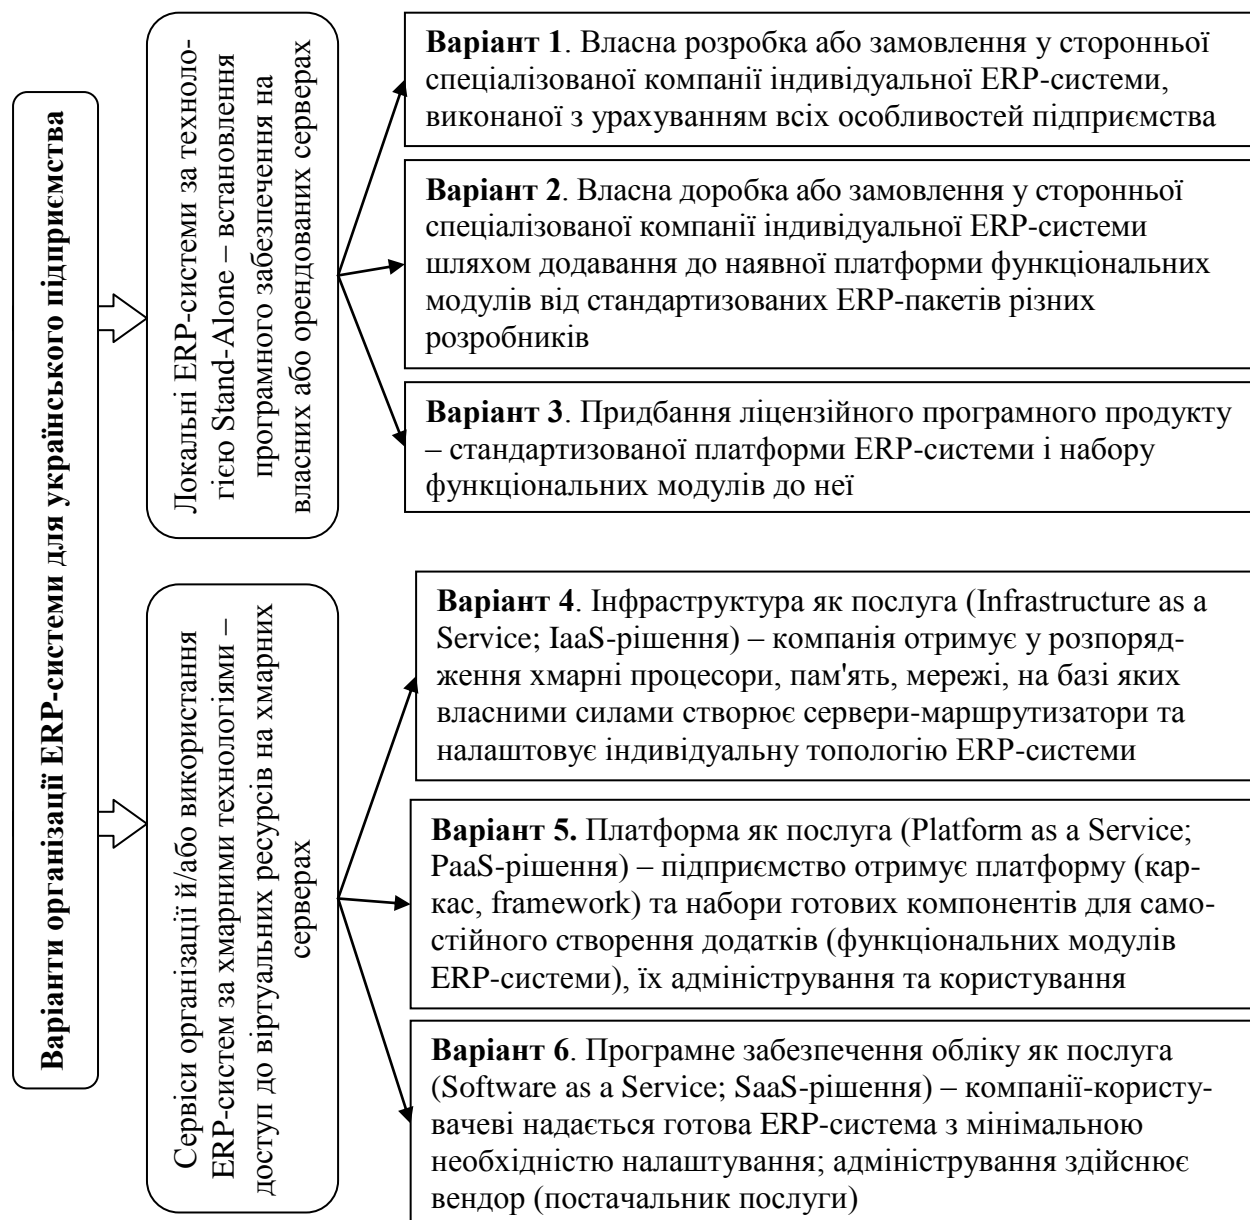 Варіанти організації ERP-системи для українського підприємства
Локальні ERP-системи за техноло-
гією Stand-Alone – встановлення
програмного забезпечення на
власних або орендованих серверах
Варіант 1. Власна розробка або замовлення у сторонньої
спеціалізованої компанії індивідуальної ERP-системи,
виконаної з урахуванням всіх особливостей підприємства
Варіант 2. Власна доробка або замовлення у сторонньої
спеціалізованої компанії індивідуальної ERP-системи
шляхом додавання до наявної платформи функціональних
модулів від стандартизованих ERP-пакетів різних
розробників
Варіант 3. Придбання ліцензійного програмного продукту
– стандартизованої платформи ERP-системи і набору
функціональних модулів до неї
Сервіси організації й/або використання
ERP-систем за хмарними технологіями –
доступ до віртуальних ресурсів на хмарних
серверах
Варіант 4. Інфраструктура як послуга (Infrastructure as a
Service; IaaS-рішення) – компанія отримує у розпоряд-
ження хмарні процесори, пам'ять, мережі, на базі яких
власними силами створює сервери-маршрутизатори та
налаштовує індивідуальну топологію ERP-системи
Варіант 5. Платформа як послуга (Platform as a Service;
PaaS-рішення) – підприємство отримує платформу (кар-
кас, framework) та набори готових компонентів для само-
стійного створення додатків (функціональних модулів
ERP-системи), їх адміністрування та користування
Варіант 6. Програмне забезпечення обліку як послуга
(Software as a Service; SaaS-рішення) – компанії-користу-
вачеві надається готова ERP-система з мінімальною
необхідністю налаштування; адміністрування здійснює
вендор (постачальник послуги)